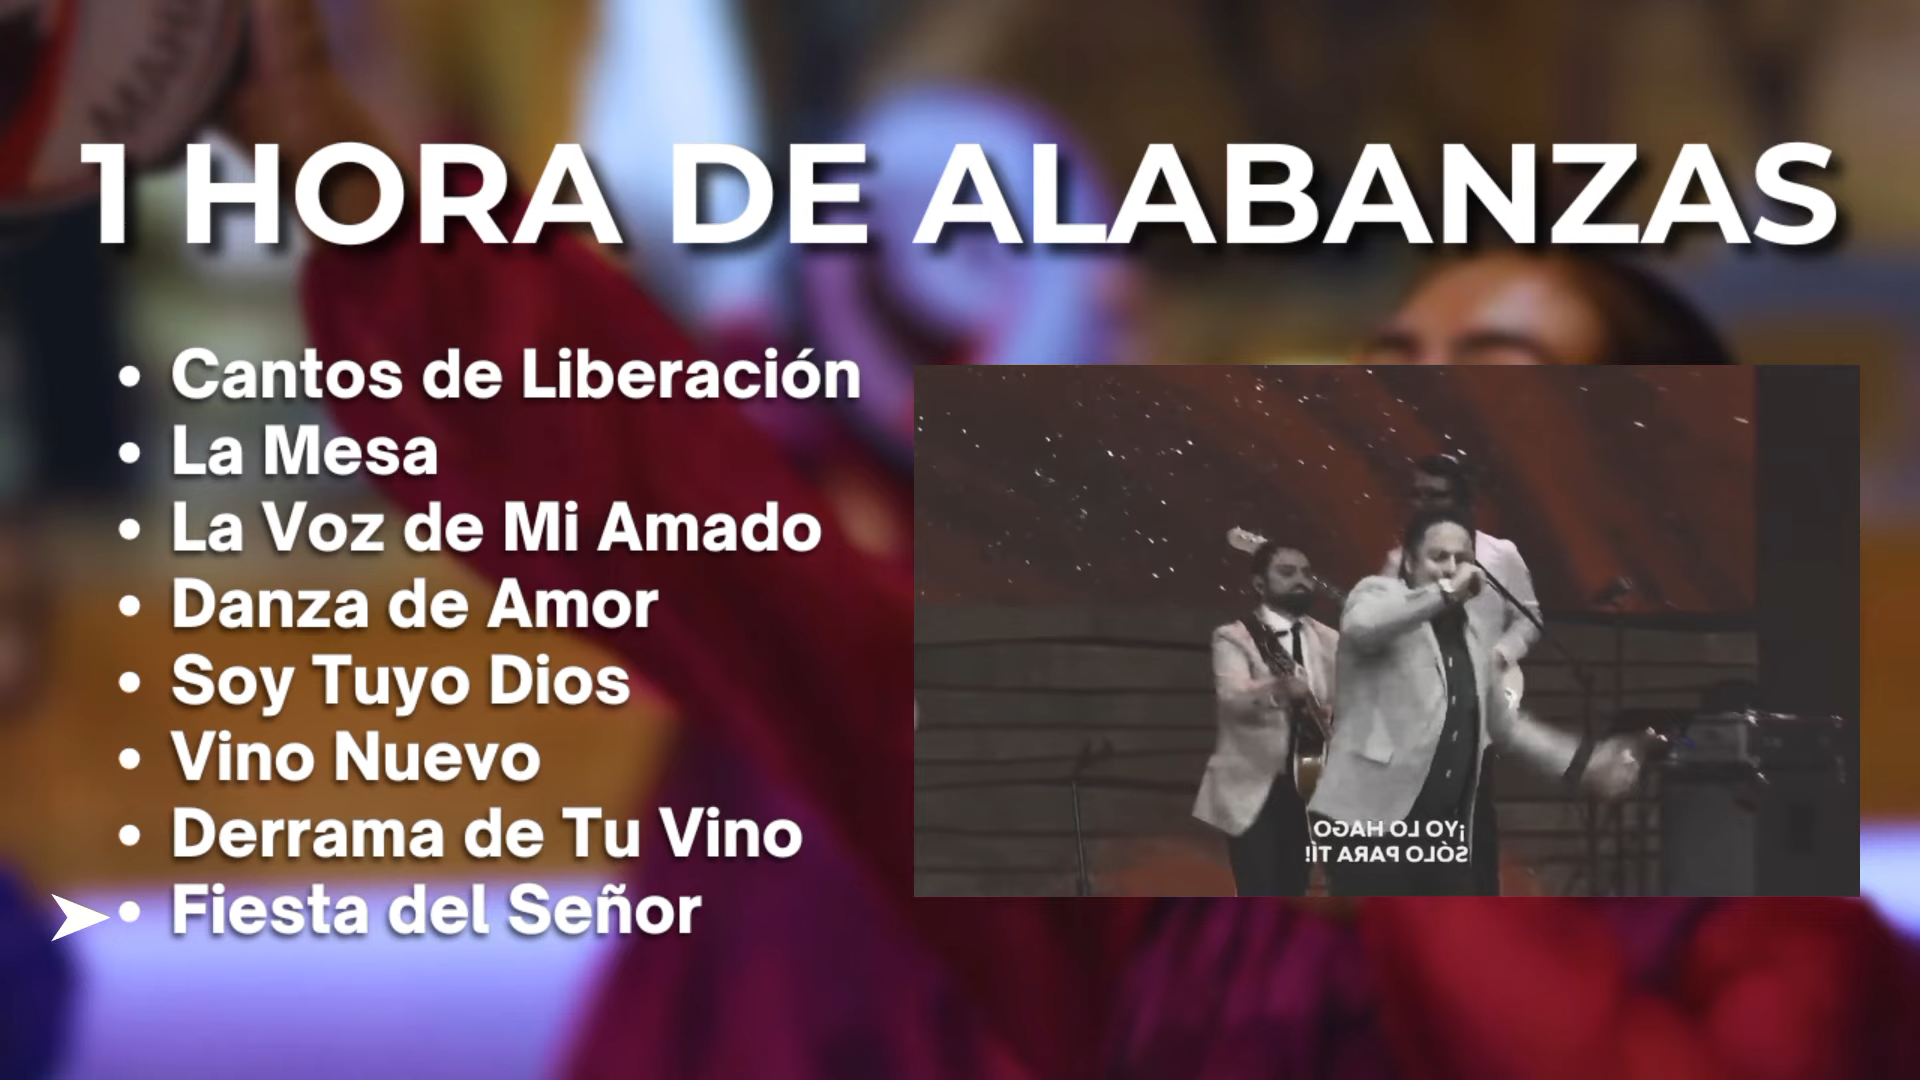 1 HORA DE ALABANZAS
• Cantos de Liberación
• La Mesa
• La Voz de Mi Amado
• Danza de Amor
• Soy Tuyo Dios
• Vino Nuevo
• Derrama de Tu Vino
• Fiesta del Señor
¡YO LO HAGO
SÓLO PARA TÍ!